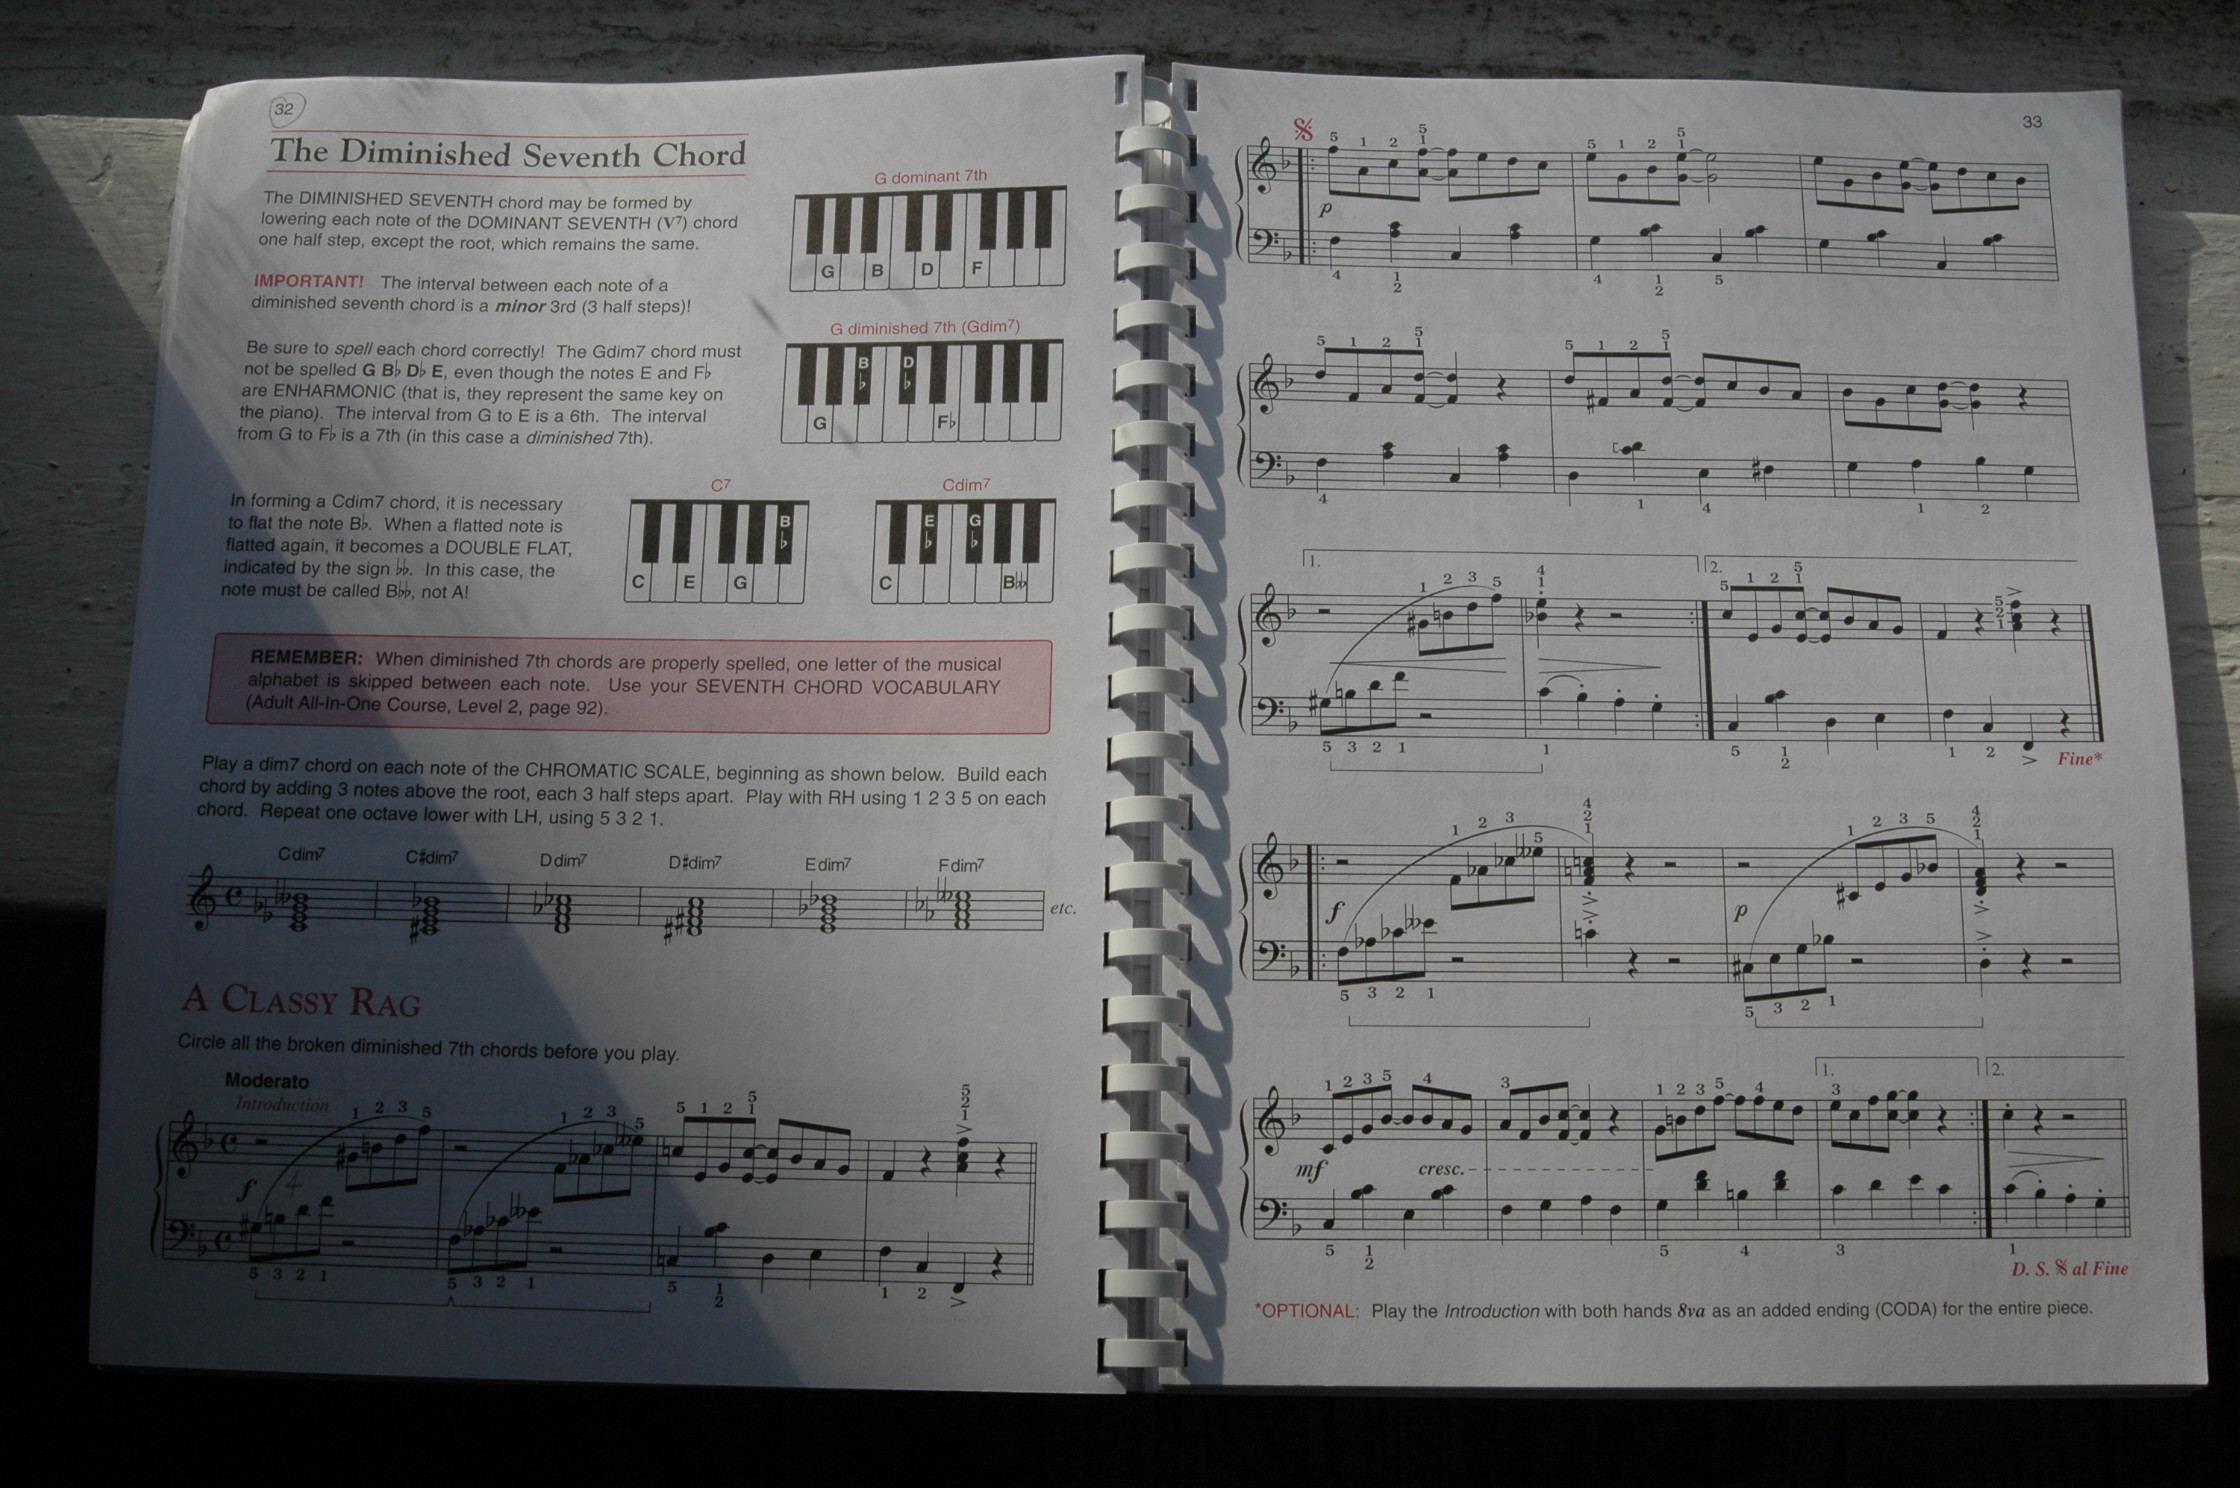 32
The Diminished Seventh Chord
The DIMINISHED SEVENTH chord may be formed by
lowering each note of the DOMINANT SEVENTH (V7) chord
one half step, except the root, which remains the same.
IMPORTANT! The interval between each note of a
diminished seventh chord is a minor 3rd (3 half steps)!
Be sure to spell each chord correctly! The Gdim7 chord must
not be spelled G B♭ D♭ E, even though the notes E and F♭
are ENHARMONIC (that is, they represent the same key on
the piano). The interval from G to E is a 6th. The interval
from G to F♭ is a 7th (in this case a diminished 7th).
G dominant 7th
G B D F
G diminished 7th (Gdim7)
B♭ D♭
G F♭
In forming a Cdim7 chord, it is necessary
to flat the note B♭. When a flatted note is
flatted again, it becomes a DOUBLE FLAT,
indicated by the sign ♭♭. In this case, the
note must be called B♭♭, not A!
C7
B♭
C E G
Cdim7
E♭ G♭
C B♭♭
REMEMBER: When diminished 7th chords are properly spelled, one letter of the musical
alphabet is skipped between each note. Use your SEVENTH CHORD VOCABULARY
(Adult All-In-One Course, Level 2, page 92).
Play a dim7 chord on each note of the CHROMATIC SCALE, beginning as shown below. Build each
chord by adding 3 notes above the root, each 3 half steps apart. Play with RH using 1 2 3 5 on each
chord. Repeat one octave lower with LH, using 5 3 2 1.
Cdim7 C♯dim7 Ddim7 D♯dim7 Edim7 Fdim7
etc.
A CLASSY RAG
Circle all the broken diminished 7th chords before you play.
Moderato
Introduction
1 2 3 5 1 2 3 5 5 1 2 5 1 5 2 1
f
5 3 2 1 5 3 2 1 5 1 2 1 2
33
5 1 2 5 1 5 1 2 5 1
p
4 1 2 4 1 2 5
5 1 2 5 1 5 1 2 5 1
4 1 4 1 2
1. 2.
1 2 3 5 4 1 5 1 2 5 1 5 2 1
5 3 2 1 1 5 1 2 1 2
Fine*
1 2 3 5 4 2 1 1 2 3 5 4 2 1
f p
5 3 2 1 5 3 2 1
1. 2.
1 2 3 5 4 3 1 2 3 5 4 3
mf cresc.
5 1 2 5 4 3 1
D. S. 𝄋 al Fine
*OPTIONAL: Play the Introduction with both hands 8va as an added ending (CODA) for the entire piece.